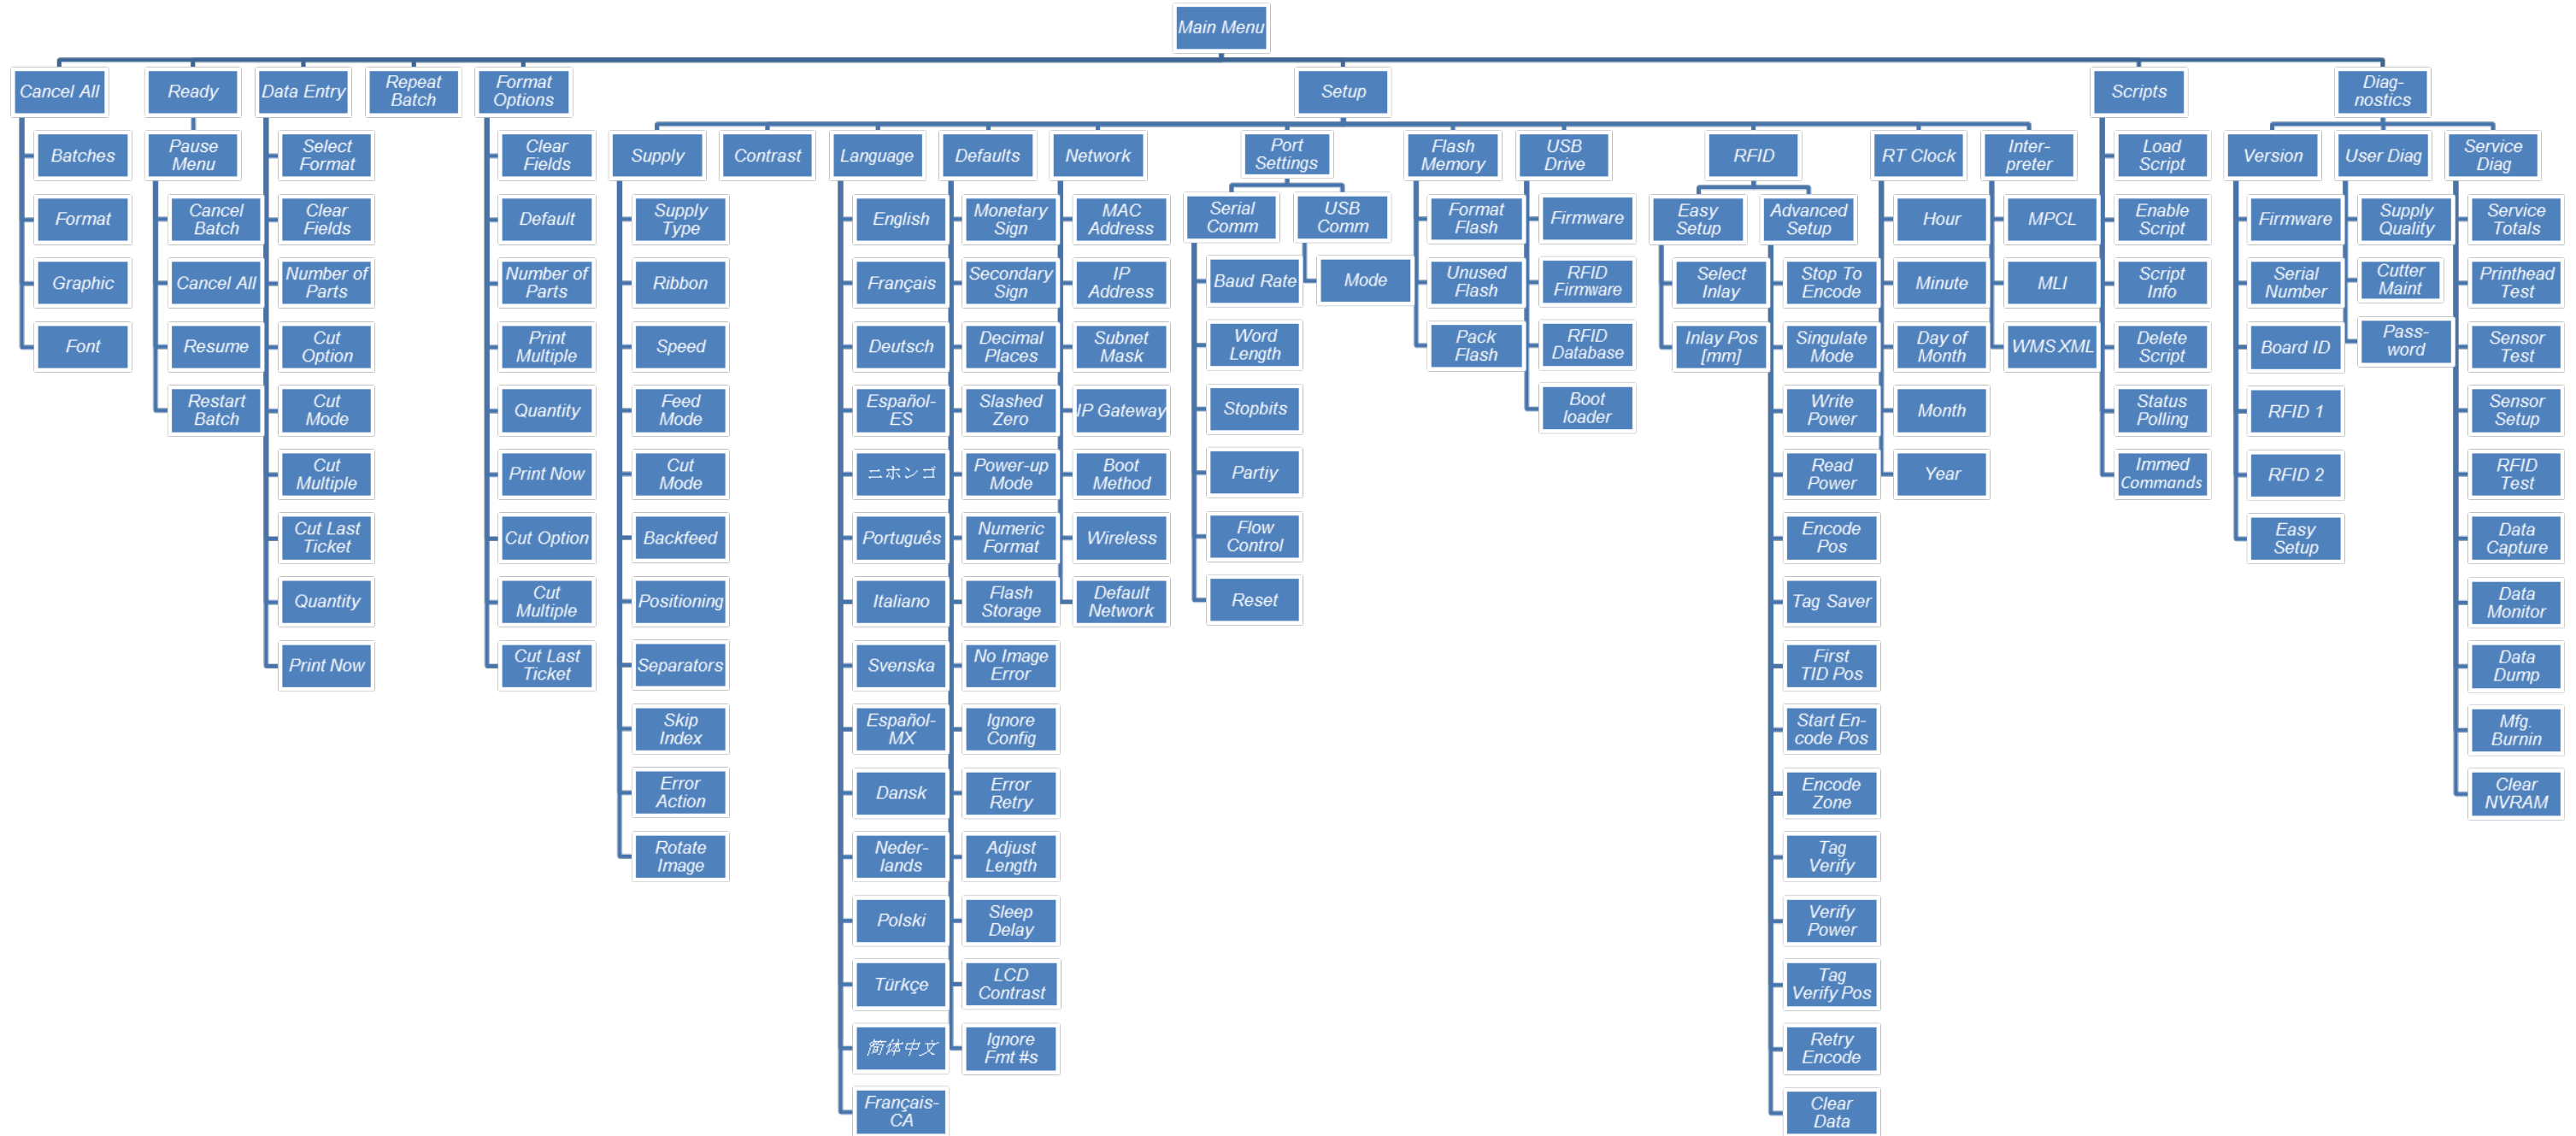 Main Menu
Cancel All
Ready
Data Entry
Repeat
Batch
Format
Options
Setup
Scripts
Diag-
nostics
Batches
Format
Graphic
Font
Pause
Menu
Cancel
Batch
Cancel All
Resume
Restart
Batch
Select
Format
Clear
Fields
Number of
Parts
Cut
Option
Cut
Mode
Cut
Multiple
Cut Last
Ticket
Quantity
Print Now
Clear
Fields
Default
Number of
Parts
Print
Multiple
Quantity
Print Now
Cut Option
Cut
Multiple
Cut Last
Ticket
Supply
Contrast
Language
Defaults
Network
Port
Settings
Flash
Memory
USB
Drive
RFID
RT Clock
Inter-
preter
Supply
Type
Ribbon
Speed
Feed
Mode
Cut
Mode
Backfeed
Positioning
Separators
Skip
Index
Error
Action
Rotate
Image
English
Français
Deutsch
Español-
ES
ニホンゴ
Português
Italiano
Svenska
Español-
MX
Dansk
Neder-
lands
Polski
Türkçe
简体中文
Français-
CA
Monetary
Sign
Secondary
Sign
Decimal
Places
Slashed
Zero
Power-up
Mode
Numeric
Format
Flash
Storage
No Image
Error
Ignore
Config
Error
Retry
Adjust
Length
Sleep
Delay
LCD
Contrast
Ignore
Fmt #s
MAC
Address
IP
Address
Subnet
Mask
IP Gateway
Boot
Method
Wireless
Default
Network
Serial
Comm
USB
Comm
Baud Rate
Word
Length
Stopbits
Partiy
Flow
Control
Reset
Mode
Format
Flash
Unused
Flash
Pack
Flash
Firmware
RFID
Firmware
RFID
Database
Boot
loader
Easy
Setup
Advanced
Setup
Select
Inlay
Inlay Pos
[mm]
Stop To
Encode
Singulate
Mode
Write
Power
Read
Power
Encode
Pos
Tag Saver
First
TID Pos
Start En-
code Pos
Encode
Zone
Tag
Verify
Verify
Power
Tag
Verify Pos
Retry
Encode
Clear
Data
Hour
Minute
Day of
Month
Month
Year
MPCL
MLI
WMS XML
Load
Script
Enable
Script
Script
Info
Delete
Script
Status
Polling
Immed
Commands
Version
User Diag
Service
Diag
Firmware
Serial
Number
Board ID
RFID 1
RFID 2
Easy
Setup
Supply
Quality
Cutter
Maint
Pass-
word
Service
Totals
Printhead
Test
Sensor
Test
Sensor
Setup
RFID
Test
Data
Capture
Data
Monitor
Data
Dump
Mfg.
Burnin
Clear
NVRAM